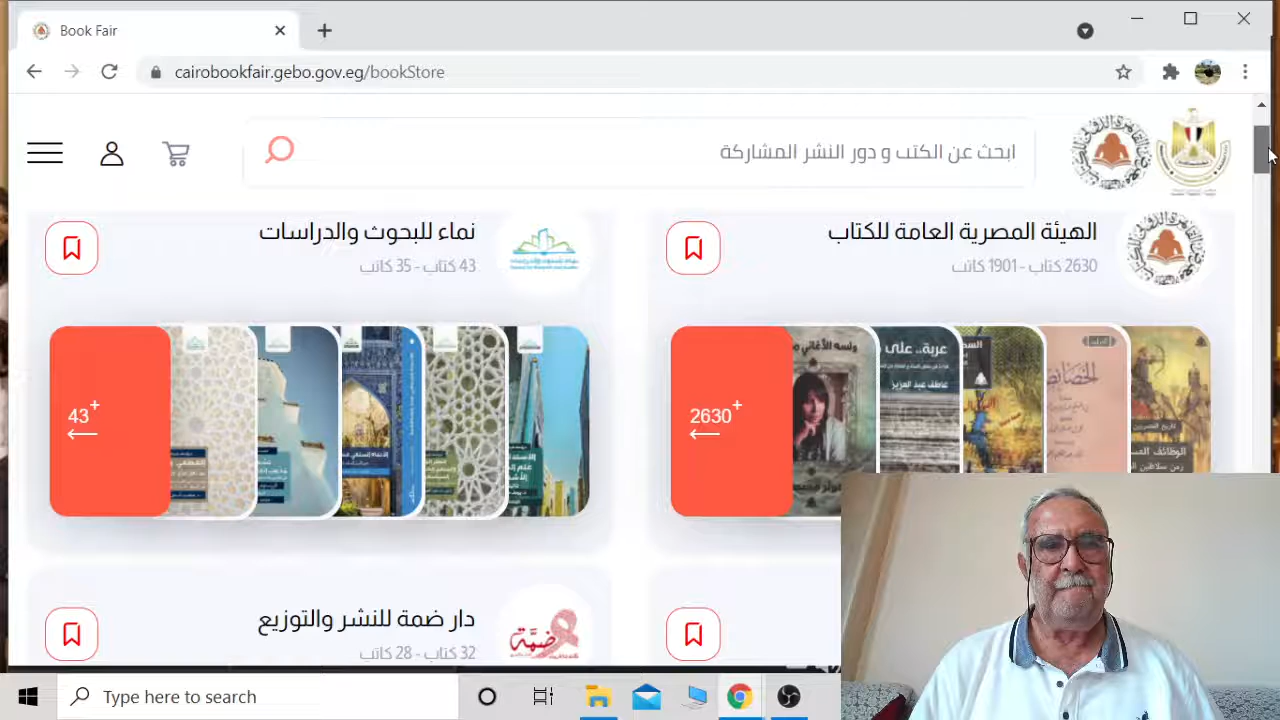 Book Fair
cairobookfair.gebo.gov.eg/bookStore
ابحث عن الكتب و دور النشر المشاركة
الهيئة المصرية العامة للكتاب
2630 كتاب - 1901 كاتب
نماء للبحوث والدراسات
43 كتاب - 35 كاتب
عربة.. على
عاطف عبد العزيز
الخصائص
2630+
43+
دار ضمة للنشر والتوزيع
32 كتاب - 28 كاتب
ضمّة
Type here to search